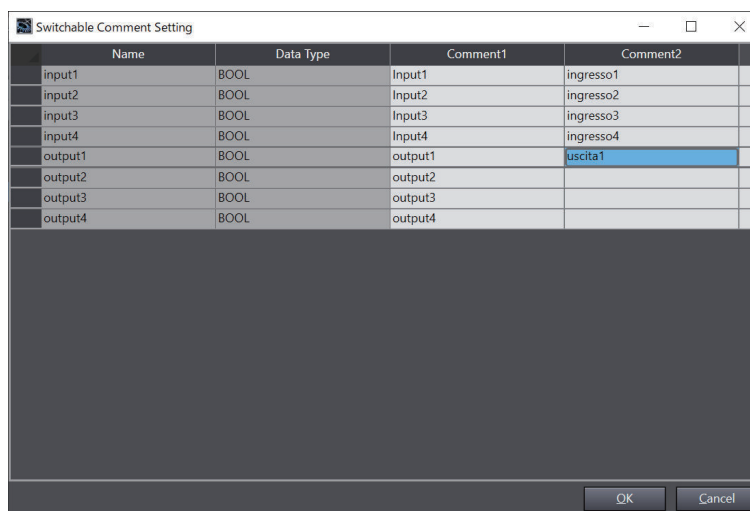 Switchable Comment Setting
Name Data Type Comment1 Comment2
input1 BOOL Input1 ingresso1
input2 BOOL Input2 ingresso2
input3 BOOL Input3 ingresso3
input4 BOOL Input4 ingresso4
output1 BOOL output1 uscita1
output2 BOOL output2
output3 BOOL output3
output4 BOOL output4
OK Cancel